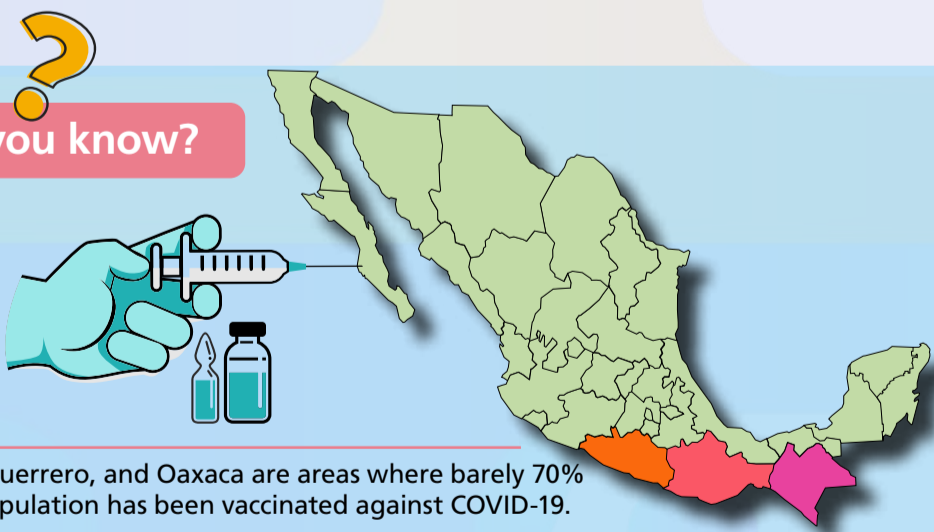 ?
you know?
uerrero, and Oaxaca are areas where barely 70%
pulation has been vaccinated against COVID-19.